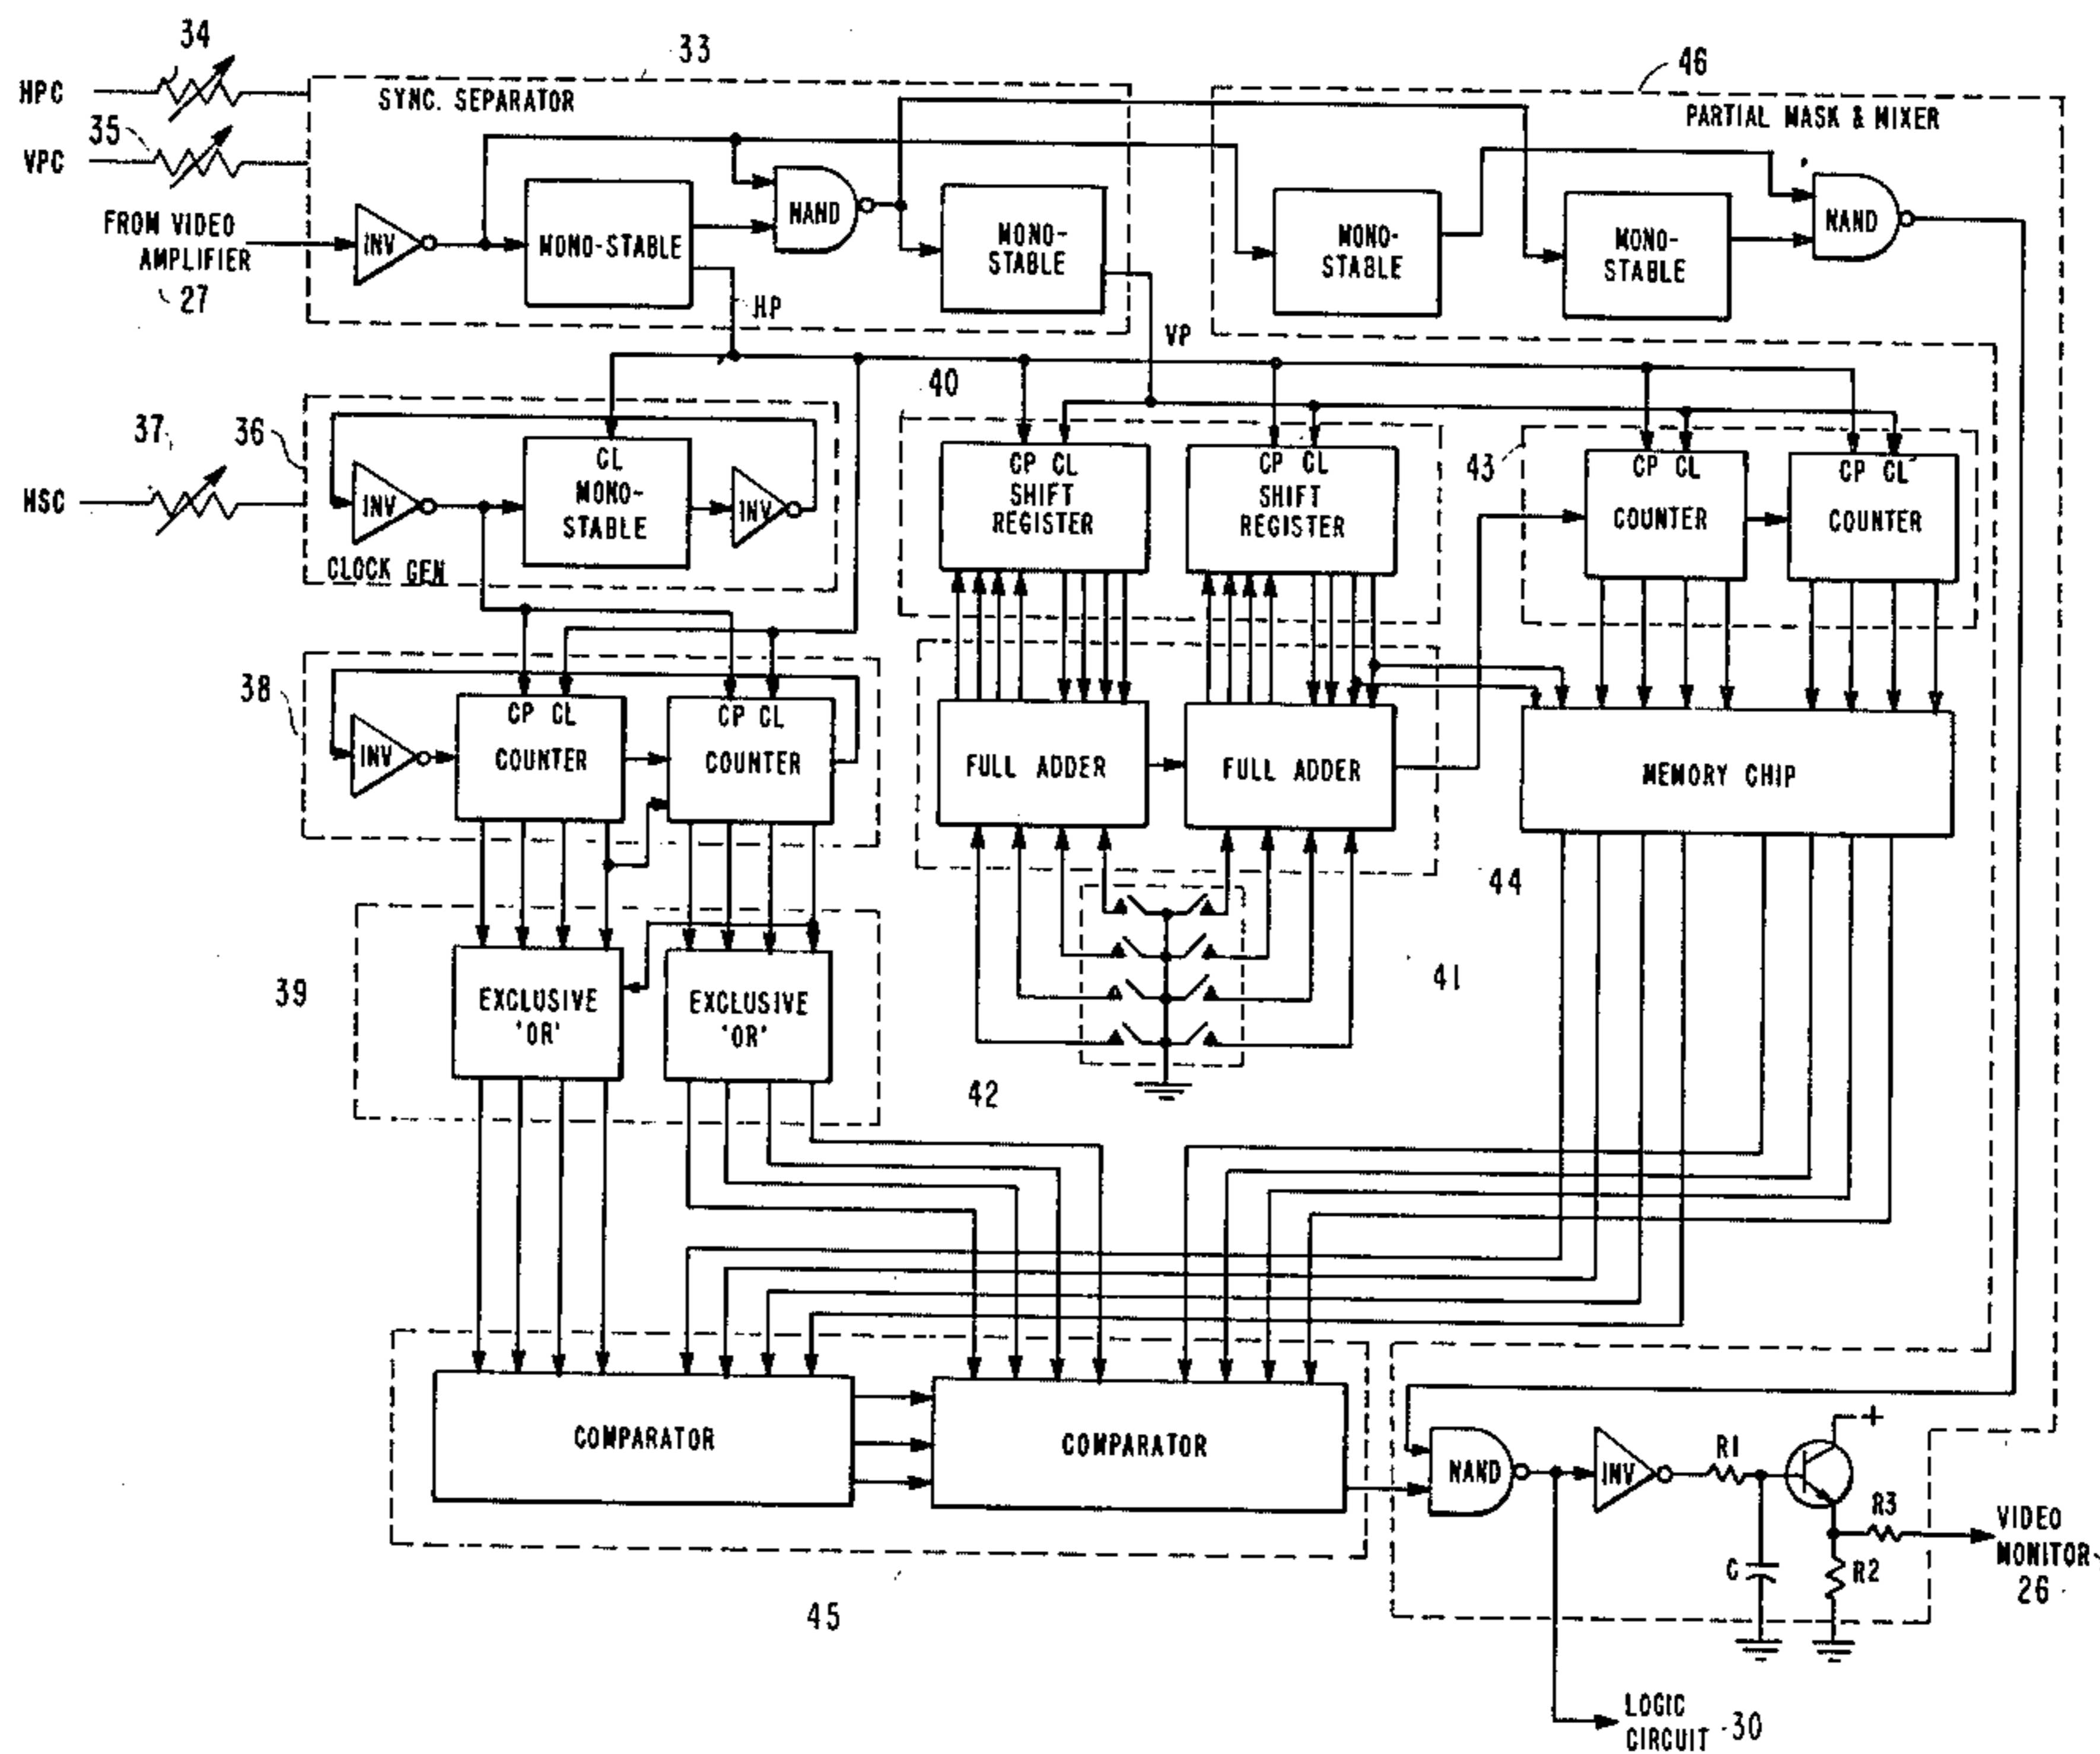 34
33
46
HPC
SYNC. SEPARATOR
PARTIAL MASK & MIXER
35
VPC
FROM VIDEO
AMPLIFIER
27
INV
MONO-STABLE
NAND
MONO-
STABLE
MONO-
STABLE
MONO-
STABLE
NAND
HP
VP
40
37
36
HSC
INV
CL
MONO-
STABLE
INV
CLOCK GEN
CP CL
SHIFT
REGISTER
CP CL
SHIFT
REGISTER
43
CP CL
COUNTER
CP CL
COUNTER
38
INV
CP CL
COUNTER
CP CL
COUNTER
FULL ADDER
FULL ADDER
MEMORY CHIP
44
41
39
EXCLUSIVE
'OR'
EXCLUSIVE
'OR'
42
COMPARATOR
COMPARATOR
NAND
INV
R1
+
R3
C
R2
VIDEO
MONITOR
26
45
LOGIC
CIRCUIT
30